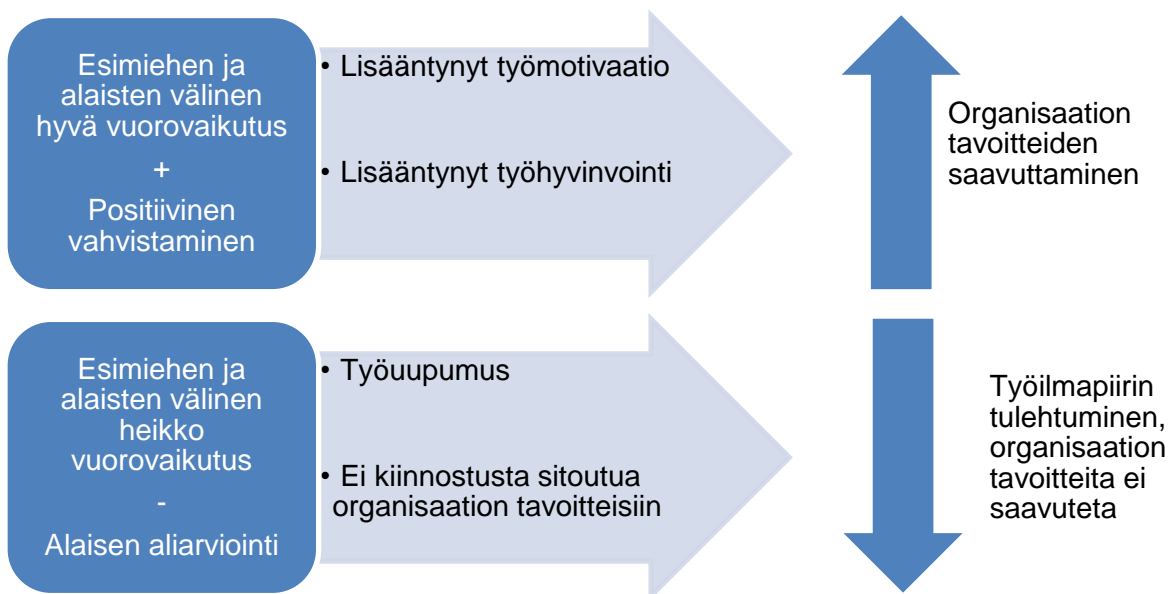 Esimiehen ja
alaisten välinen
hyvä vuorovaikutus
+
Positiivinen
vahvistaminen
• Lisääntynyt työmotivaatio
• Lisääntynyt työhyvinvointi
Organisaation
tavoitteiden
saavuttaminen
Esimiehen ja
alaisten välinen
heikko
vuorovaikutus
-
Alaisen aliarviointi
• Työuupumus
• Ei kiinnostusta sitoutua
organisaation tavoitteisiin
Työilmapiirin
tulehtuminen,
organisaation
tavoitteita ei
saavuteta